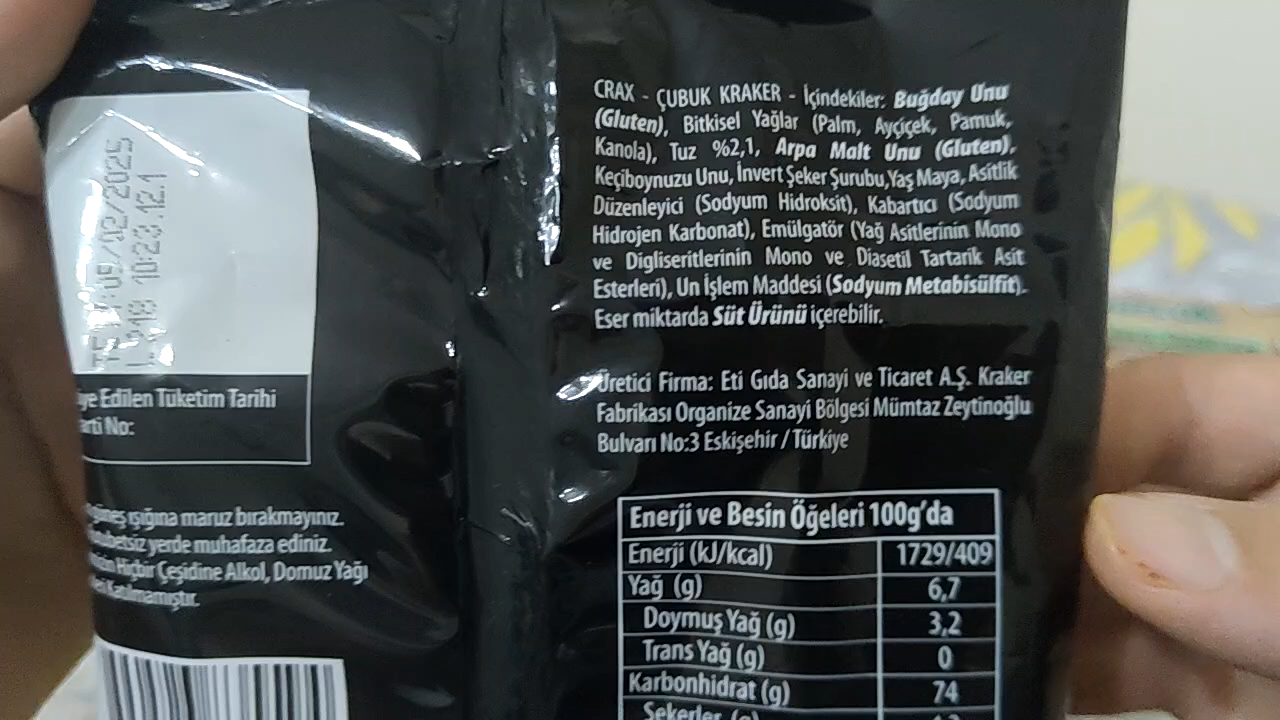 05/02/2025
10:23 12.1
Edilen Tüketim Tarihi
No:
ışığına maruz bırakmayınız.
yerde muhafaza ediniz.
Hiçbir Çeşidine Alkol, Domuz Yağı
Katılmamıştır.
CRAX - ÇUBUK KRAKER - İçindekiler: Buğday Unu
(Gluten), Bitkisel Yağlar (Palm, Ayçiçek, Pamuk,
Kanola), Tuz %2,1, Arpa Malt Unu (Gluten),
Keçiboynuzu Unu, İnvert Şeker Şurubu,Yaş Maya, Asitlik
Düzenleyici (Sodyum Hidroksit), Kabartıcı (Sodyum
Hidrojen Karbonat), Emülgatör (Yağ Asitlerinin Mono
ve Digliseritlerinin Mono ve Diasetil Tartarik Asit
Esterleri), Un İşlem Maddesi (Sodyum Metabisülfit).
Eser miktarda Süt Ürünü içerebilir.
Üretici Firma: Eti Gıda Sanayi ve Ticaret A.Ş. Kraker
Fabrikası Organize Sanayi Bölgesi Mümtaz Zeytinoğlu
Bulvarı No:3 Eskişehir / Türkiye
Enerji ve Besin Öğeleri 100g'da
Enerji (kJ/kcal) 1729/409
Yağ (g) 6,7
Doymuş Yağ (g) 3,2
Trans Yağ (g) 0
Karbonhidrat (g) 74
Şekerler (g)